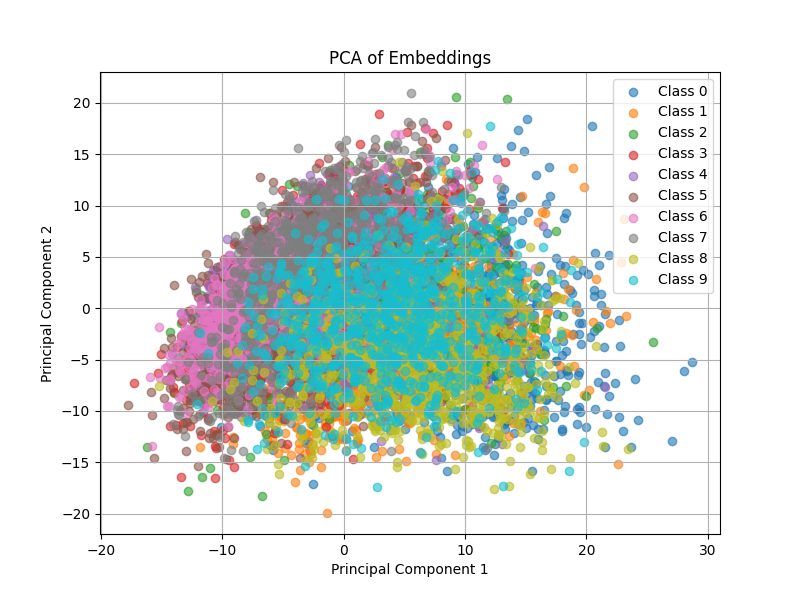 PCA of Embeddings
Class 0
Class 1
Class 2
Class 3
Class 4
Class 5
Class 6
Class 7
Class 8
Class 9
Principal Component 2
20
15
10
5
0
−5
−10
−15
−20
−20 −10 0 10 20 30
Principal Component 1